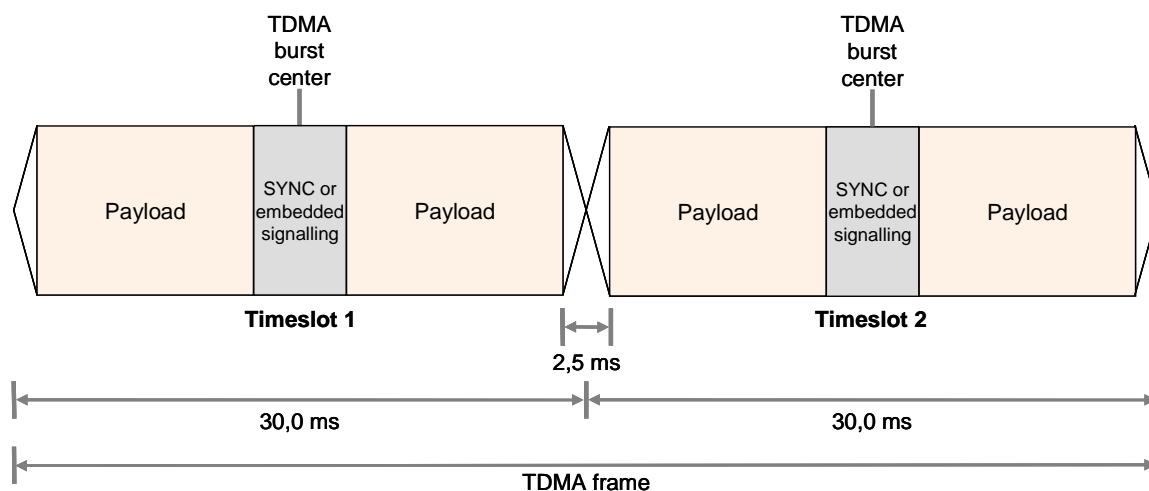 TDMA
burst
center
TDMA
burst
center
Payload
SYNC or
embedded
signalling
Payload
Payload
SYNC or
embedded
signalling
Payload
Timeslot 1
Timeslot 2
2,5 ms
30,0 ms
30,0 ms
TDMA frame